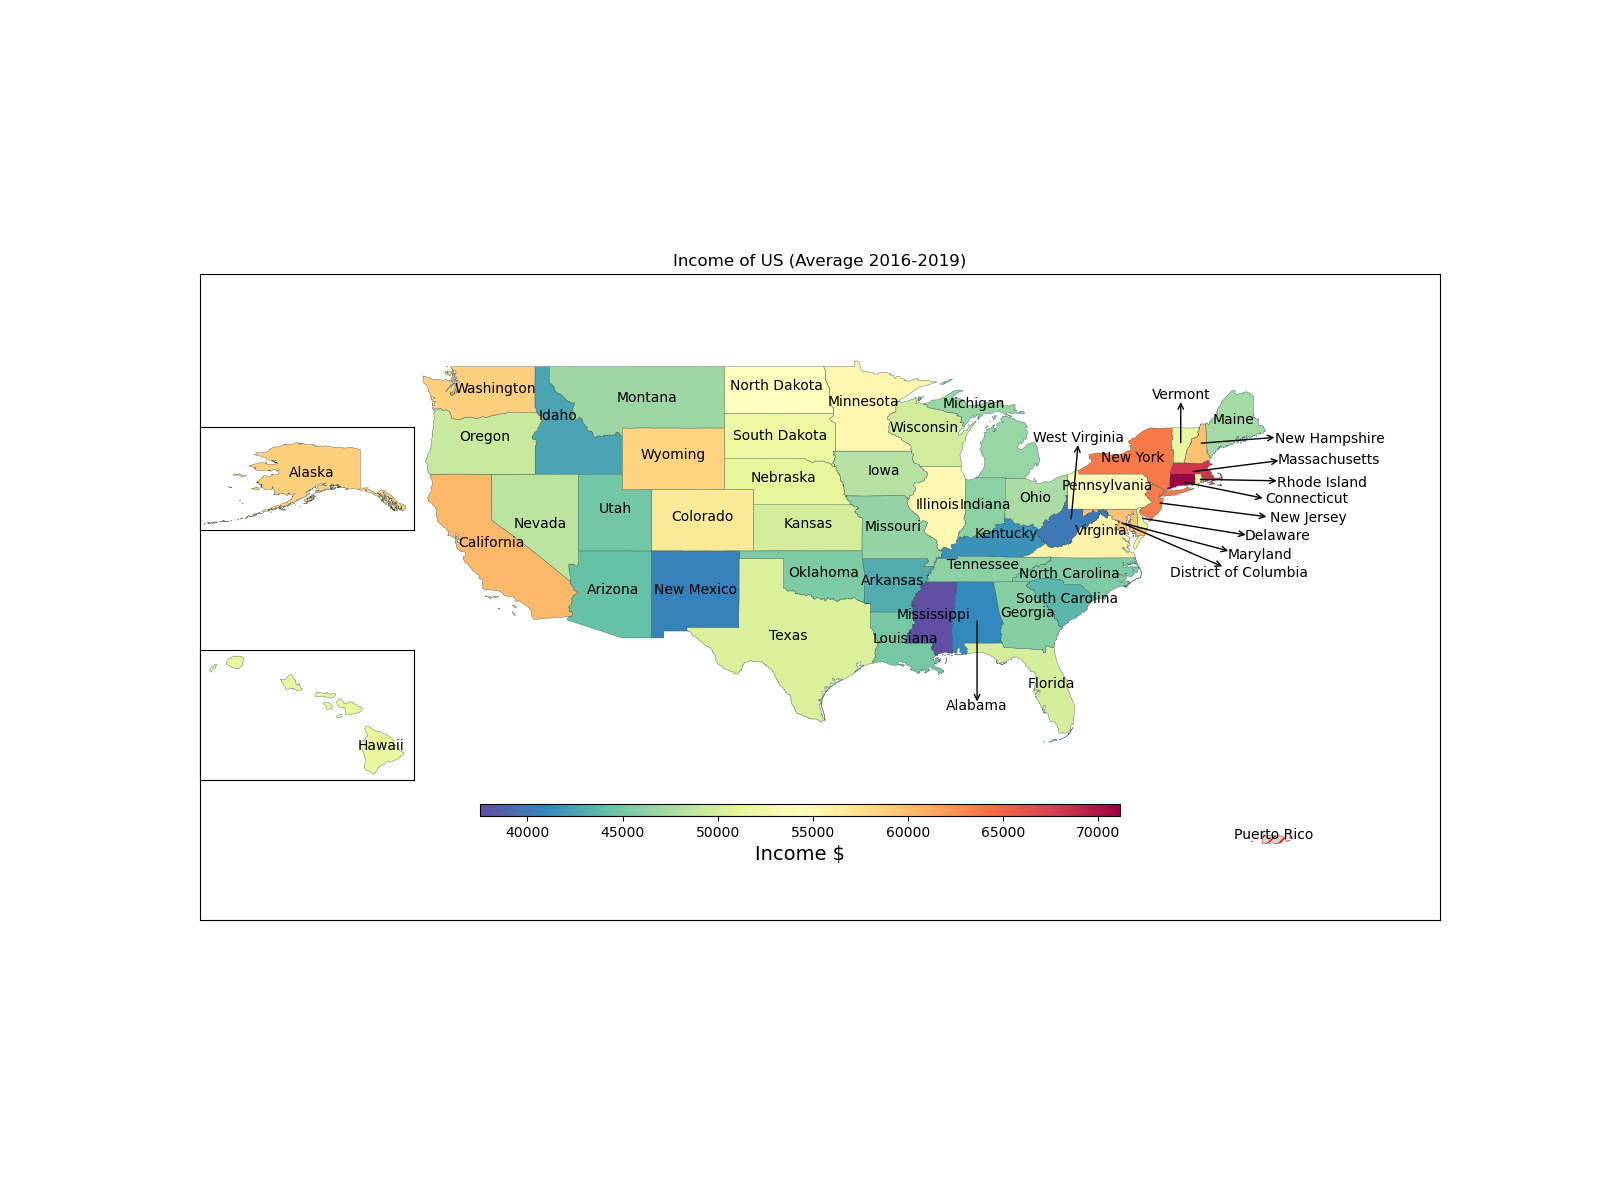 Income of US (Average 2016-2019)
Washington
Montana
North Dakota
Minnesota
Michigan
Vermont
Maine
Idaho
Oregon
South Dakota
Wisconsin
West Virginia
New Hampshire
Wyoming
New York
Massachusetts
Alaska
Iowa
Nebraska
Pennsylvania
Rhode Island
Ohio
Connecticut
Utah
Colorado
Illinois
Indiana
New Jersey
Nevada
Kansas
Missouri
Kentucky
Virginia
Delaware
California
Maryland
Tennessee
District of Columbia
Oklahoma
North Carolina
Arkansas
Arizona
New Mexico
South Carolina
Mississippi
Georgia
Texas
Louisiana
Florida
Alabama
Hawaii
40000 45000 50000 55000 60000 65000 70000
Income $
Puerto Rico